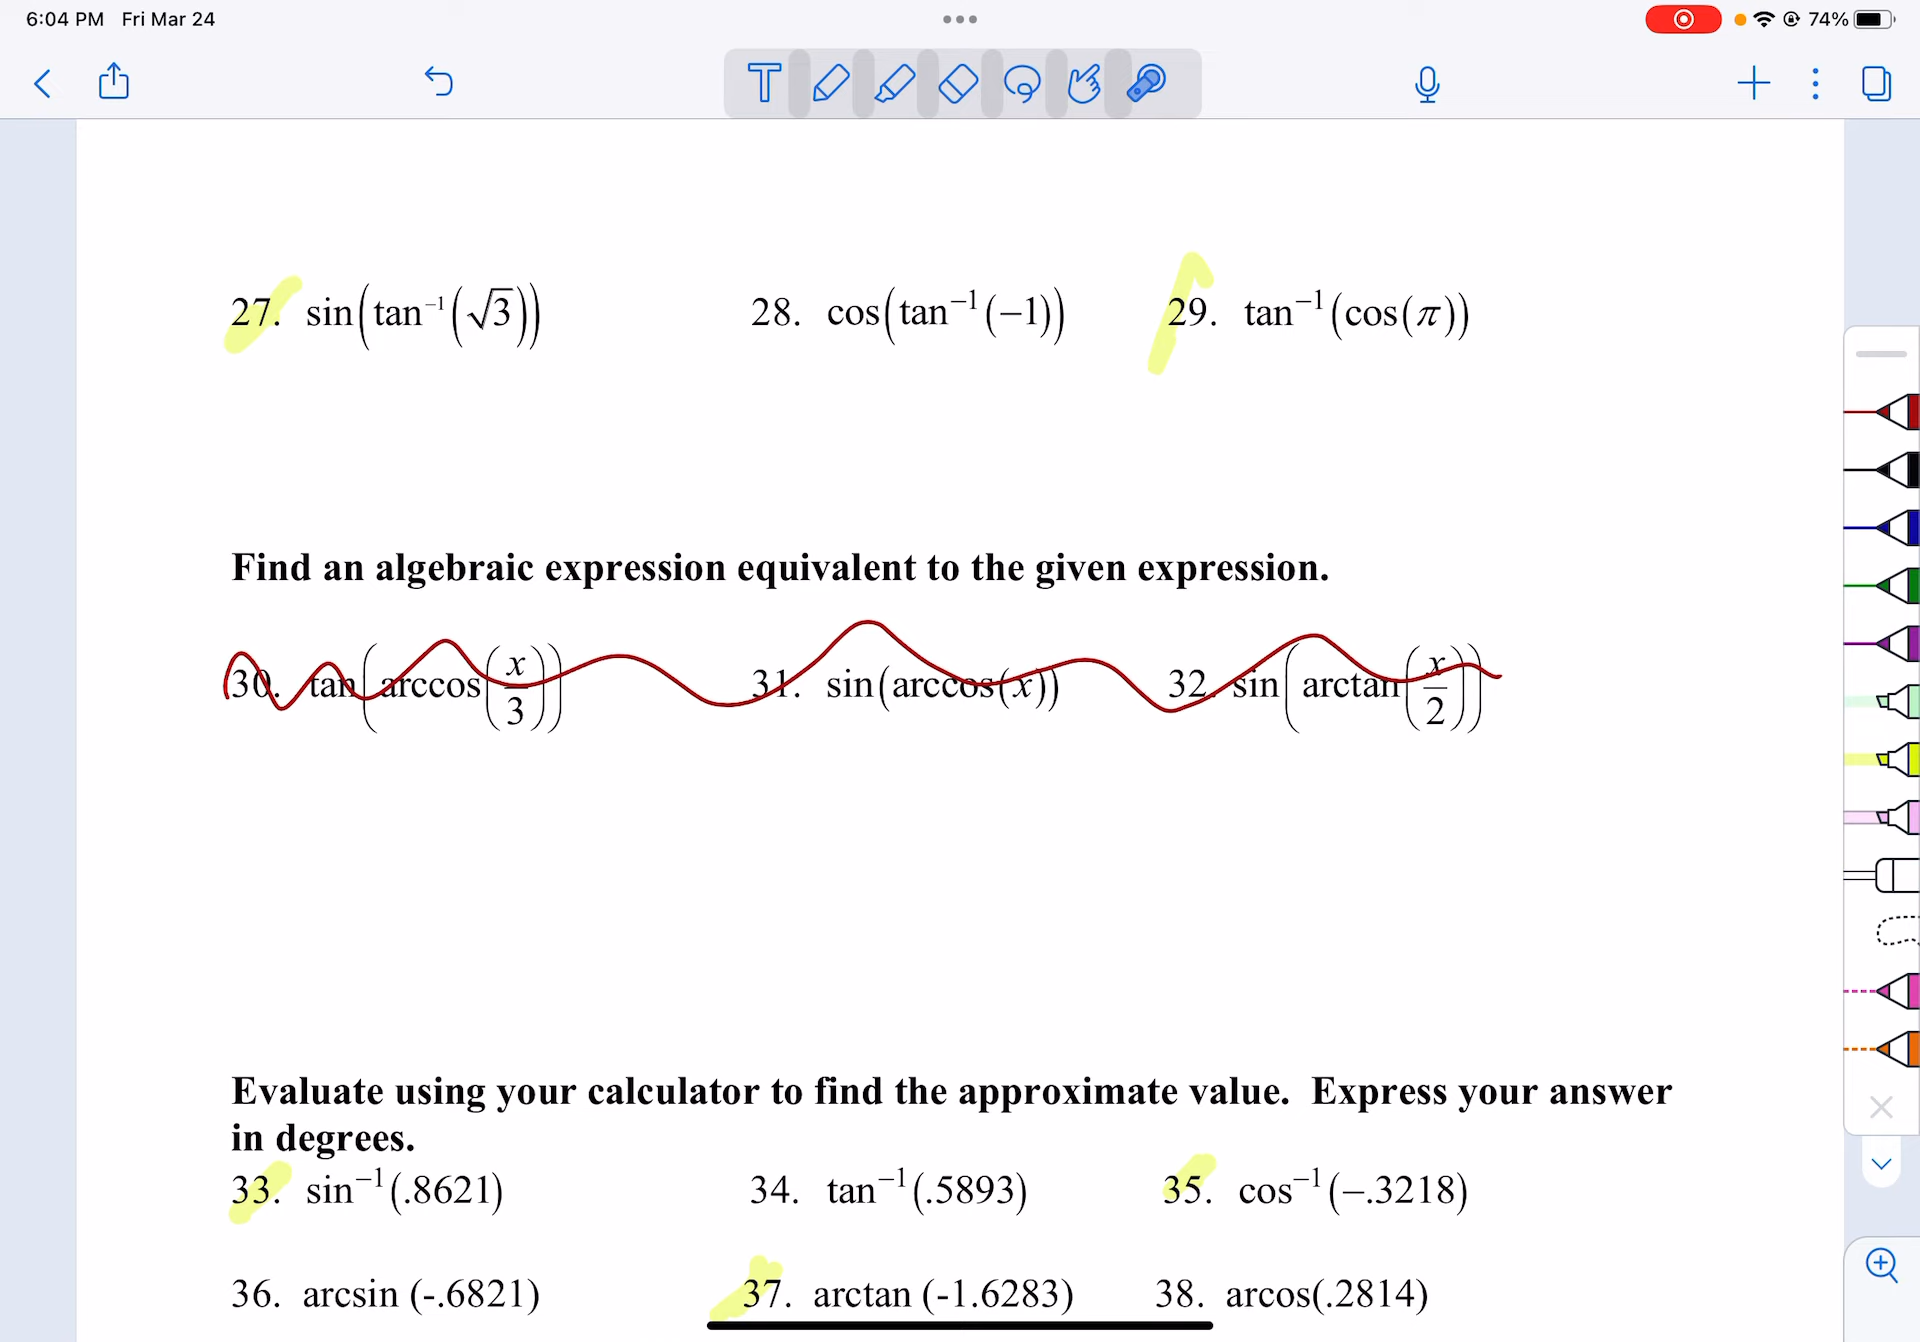 6:04 PM Fri Mar 24
74%
27. sin(tan⁻¹(√3)) 28. cos(tan⁻¹(−1)) 29. tan⁻¹(cos(π))
Find an algebraic expression equivalent to the given expression.
30. tan(arccos(x/3)) 31. sin(arccos(x)) 32. sin(arctan(x/2))
Evaluate using your calculator to find the approximate value. Express your answer
in degrees.
33. sin⁻¹(.8621) 34. tan⁻¹(.5893) 35. cos⁻¹(−.3218)
36. arcsin (-.6821) 37. arctan (-1.6283) 38. arcos(.2814)